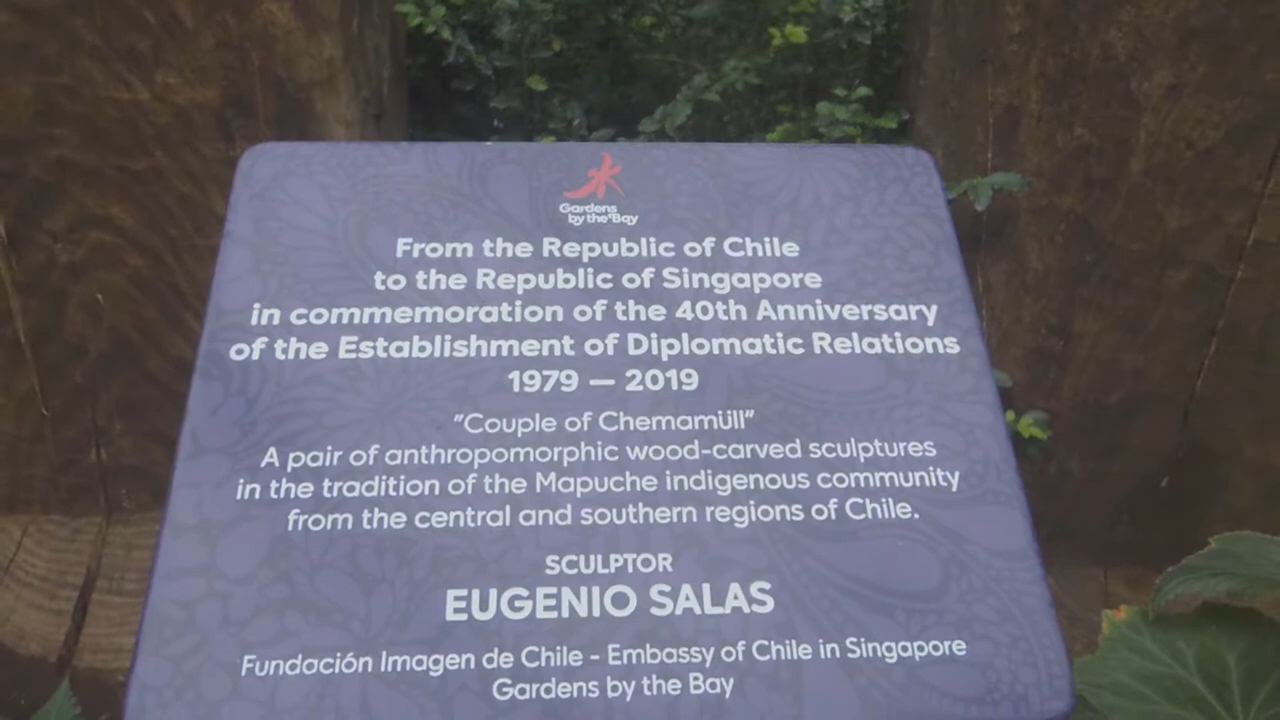 Gardens
by the Bay
From the Republic of Chile
to the Republic of Singapore
in commemoration of the 40th Anniversary
of the Establishment of Diplomatic Relations
1979 — 2019
"Couple of Chemamüll"
A pair of anthropomorphic wood-carved sculptures
in the tradition of the Mapuche indigenous community
from the central and southern regions of Chile.
SCULPTOR
EUGENIO SALAS
Fundación Imagen de Chile - Embassy of Chile in Singapore
Gardens by the Bay